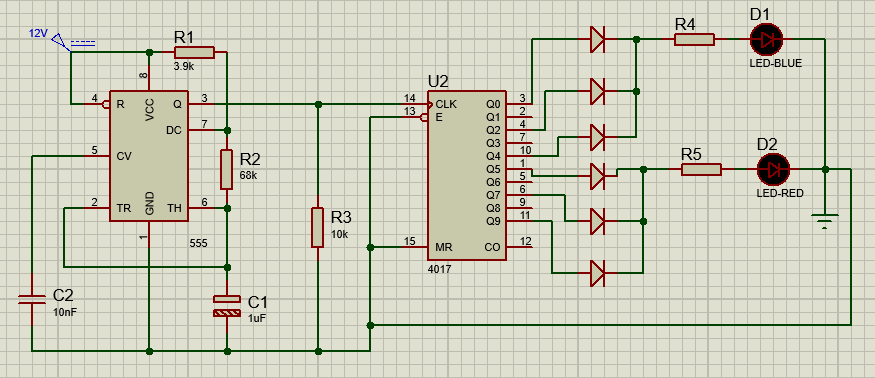 12V
R1
3.9k
8
VCC
4
R
Q
3
DC
7
5
CV
R2
68k
2
TR
GND
TH
6
1
555
C2
10nF
C1
1uF
R3
10k
U2
14
CLK
13
E
15
MR
4017
Q0
3
Q1
2
Q2
4
Q3
7
Q4
10
Q5
1
Q6
5
Q7
6
Q8
9
Q9
11
CO
12
R4
D1
LED-BLUE
R5
D2
LED-RED